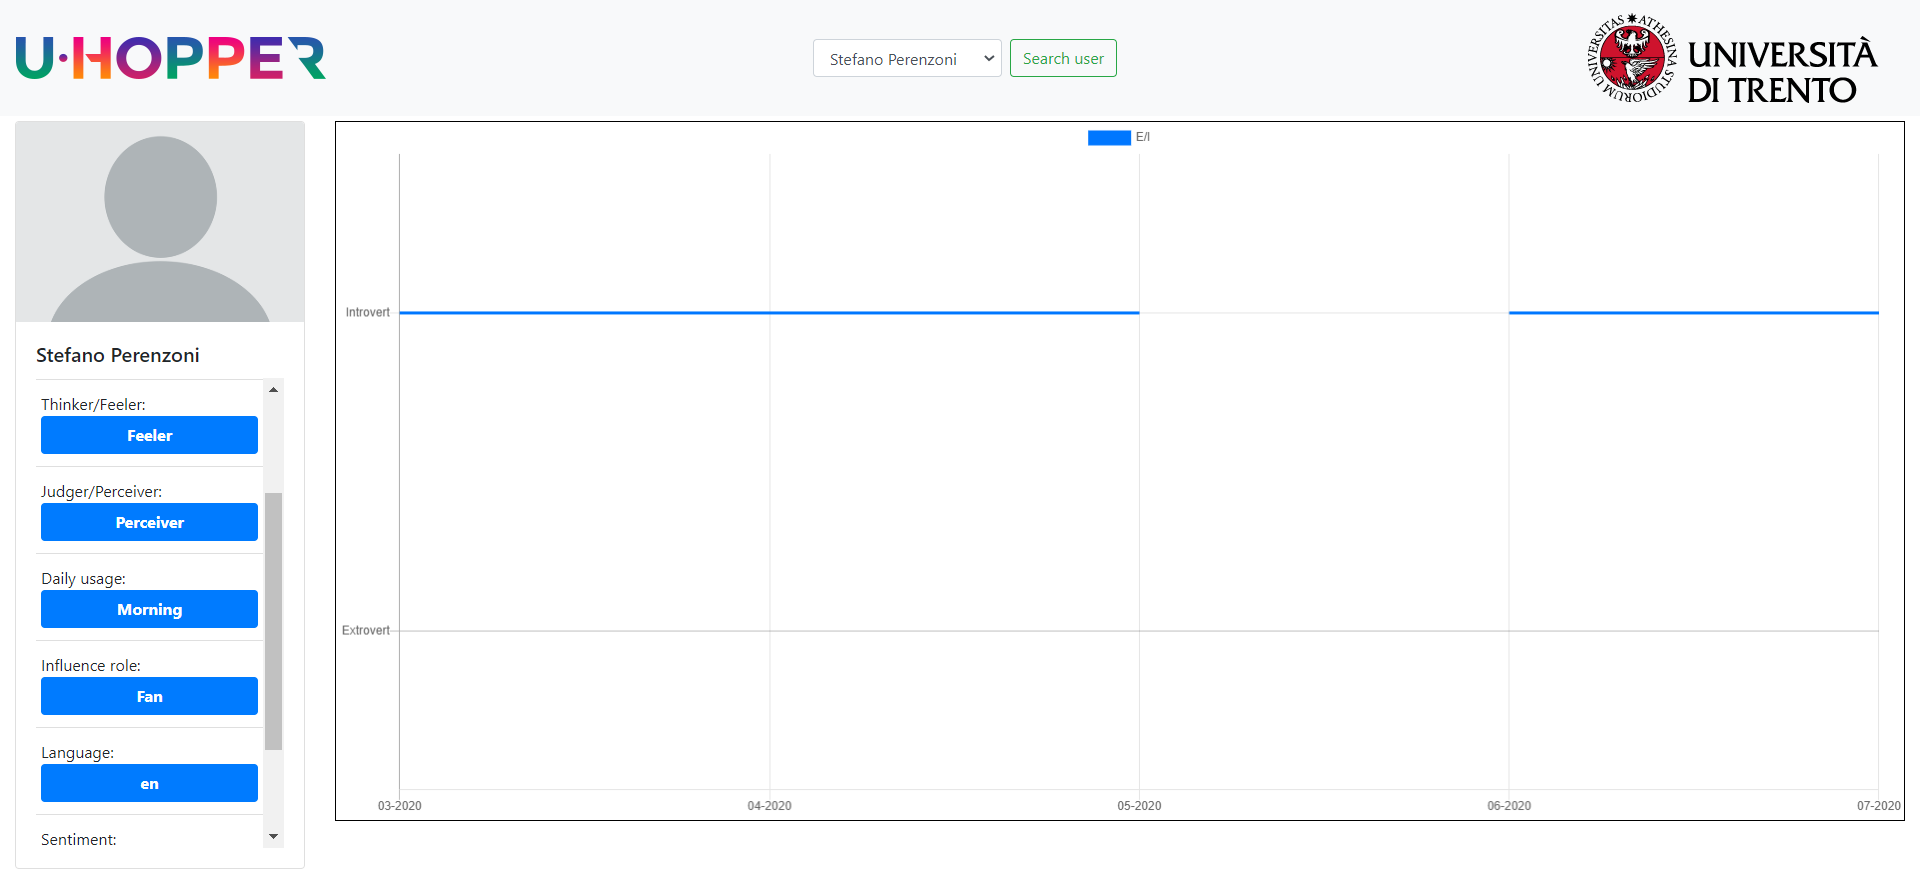 U·HOPPER
Stefano Perenzoni
Search user
UNIVERSITAS ATHESINA STUDIORUM
UNIVERSITÀ
DI TRENTO
Stefano Perenzoni
Thinker/Feeler:
Feeler
Judger/Perceiver:
Perceiver
Daily usage:
Morning
Influence role:
Fan
Language:
en
Sentiment:
E/I
Introvert
Extrovert
03-2020
04-2020
05-2020
06-2020
07-2020